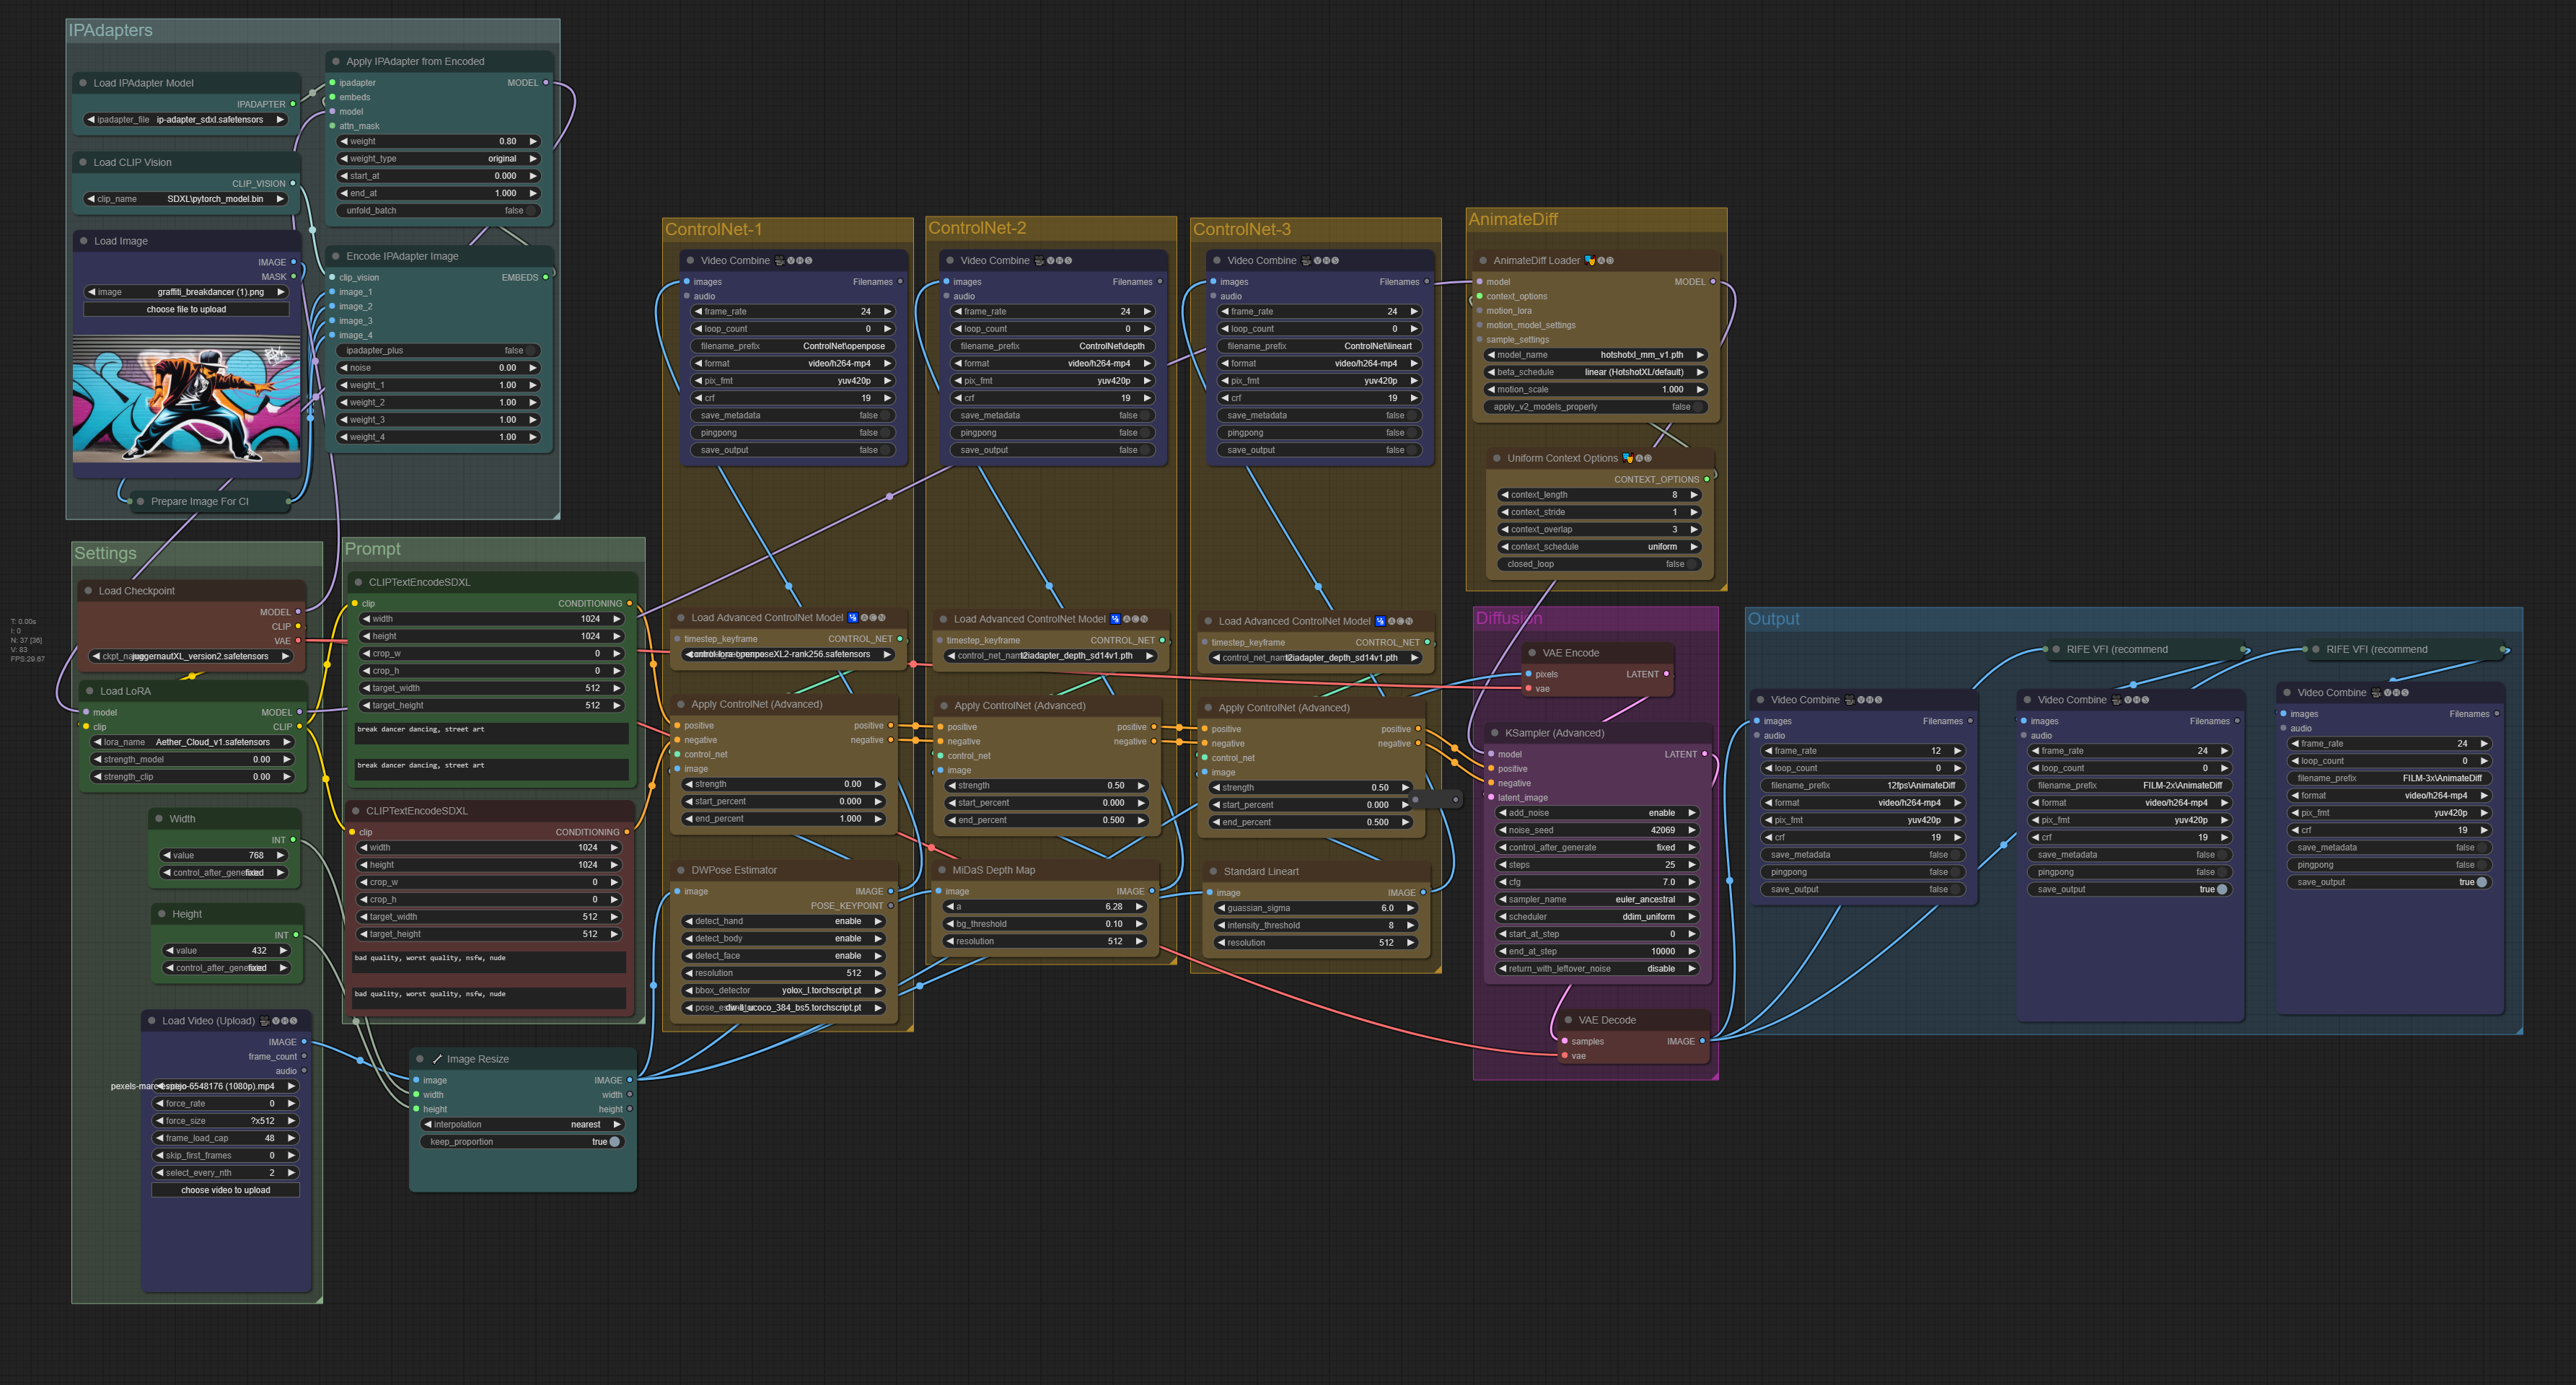 IPAdapters
Load IPAdapter Model
IPADAPTER
ipadapter_file ip-adapter_sdxl.safetensors
Load CLIP Vision
CLIP_VISION
clip_name SDXL\pytorch_model.bin
Load Image
IMAGE
MASK
image graffiti_breakdancer (1).png
choose file to upload
Prepare Image For Cl
Apply IPAdapter from Encoded
ipadapter MODEL
embeds
model
attn_mask
weight 0.80
weight_type original
start_at 0.000
end_at 1.000
unfold_batch false
Encode IPAdapter Image
clip_vision EMBEDS
image_1
image_2
image_3
image_4
ipadapter_plus false
noise 0.00
weight_1 1.00
weight_2 1.00
weight_3 1.00
weight_4 1.00
T: 0.00s
I: 0
N: 37 [36]
V: 83
FPS:29.67
Settings
Load Checkpoint
MODEL
CLIP
VAE
juggernautXL_version2.safetensors
Load LoRA
model MODEL
clip CLIP
lora_name Aether_Cloud_v1.safetensors
strength_model 0.00
strength_clip 0.00
Width
INT
value 768
control_after_generate fixed
Height
INT
value 432
control_after_generate fixed
Load Video (Upload)
IMAGE
frame_count
audio
force_rate 0
force_size ?x512
frame_load_cap 48
skip_first_frames 0
select_every_nth 2
choose video to upload
Prompt
CLIPTextEncodeSDXL
clip CONDITIONING
width 1024
height 1024
crop_w 0
crop_h 0
target_width 512
target_height 512
break dancer dancing, street art
break dancer dancing, street art
CLIPTextEncodeSDXL
clip CONDITIONING
width 1024
height 1024
crop_w 0
crop_h 0
target_width 512
target_height 512
bad quality, worst quality, nsfw, nude
bad quality, worst quality, nsfw, nude
Image Resize
image IMAGE
width width
height height
interpolation nearest
keep_proportion true
ControlNet-1
Video Combine
images Filenames
audio
frame_rate 24
loop_count 0
filename_prefix ControlNet\openpose
format video/h264-mp4
pix_fmt yuv420p
crf 19
save_metadata false
pingpong false
save_output false
Load Advanced ControlNet Model
timestep_keyframe CONTROL_NET
Apply ControlNet (Advanced)
positive positive
negative negative
control_net
image
strength 0.00
start_percent 0.000
end_percent 1.000
DWPose Estimator
image IMAGE
POSE_KEYPOINT
detect_hand enable
detect_body enable
detect_face enable
resolution 512
bbox_detector yolox_l.torchscript.pt
ControlNet-2
Video Combine
images Filenames
audio
frame_rate 24
loop_count 0
filename_prefix ControlNet\depth
format video/h264-mp4
pix_fmt yuv420p
crf 19
save_metadata false
pingpong false
save_output false
Load Advanced ControlNet Model
timestep_keyframe CONTROL_NET
control_net_name t2iadapter_depth_sd14v1.pth
Apply ControlNet (Advanced)
positive positive
negative negative
control_net
image
strength 0.50
start_percent 0.000
end_percent 0.500
MiDaS Depth Map
image IMAGE
a 6.28
bg_threshold 0.10
resolution 512
ControlNet-3
Video Combine
images Filenames
audio
frame_rate 24
loop_count 0
filename_prefix ControlNet\lineart
format video/h264-mp4
pix_fmt yuv420p
crf 19
save_metadata false
pingpong false
save_output false
Load Advanced ControlNet Model
timestep_keyframe CONTROL_NET
control_net_name t2iadapter_depth_sd14v1.pth
Apply ControlNet (Advanced)
positive positive
negative negative
control_net
image
strength 0.50
start_percent 0.000
end_percent 0.500
Standard Lineart
image IMAGE
guassian_sigma 6.0
intensity_threshold 8
resolution 512
AnimateDiff
AnimateDiff Loader
model MODEL
context_options
motion_lora
motion_model_settings
sample_settings
model_name hotshotxl_mm_v1.pth
beta_schedule linear (HotshotXL/default)
motion_scale 1.000
apply_v2_models_properly false
Uniform Context Options
CONTEXT_OPTIONS
context_length 8
context_stride 1
context_overlap 3
context_schedule uniform
closed_loop false
Diffusion
VAE Encode
pixels LATENT
vae
KSampler (Advanced)
model LATENT
positive
negative
latent_image
add_noise enable
noise_seed 42069
control_after_generate fixed
steps 25
cfg 7.0
sampler_name euler_ancestral
scheduler ddim_uniform
start_at_step 0
end_at_step 10000
return_with_leftover_noise disable
VAE Decode
samples IMAGE
vae
Output
RIFE VFI (recommend
RIFE VFI (recommend
Video Combine
images Filenames
audio
frame_rate 12
loop_count 0
filename_prefix 12fps\AnimateDiff
format video/h264-mp4
pix_fmt yuv420p
crf 19
save_metadata false
pingpong false
save_output false
Video Combine
images Filenames
audio
frame_rate 24
loop_count 0
filename_prefix FILM-2x\AnimateDiff
format video/h264-mp4
pix_fmt yuv420p
crf 19
save_metadata false
pingpong false
save_output true
Video Combine
images Filenames
audio
frame_rate 24
loop_count 0
filename_prefix FILM-3x\AnimateDiff
format video/h264-mp4
pix_fmt yuv420p
crf 19
save_metadata false
pingpong false
save_output true